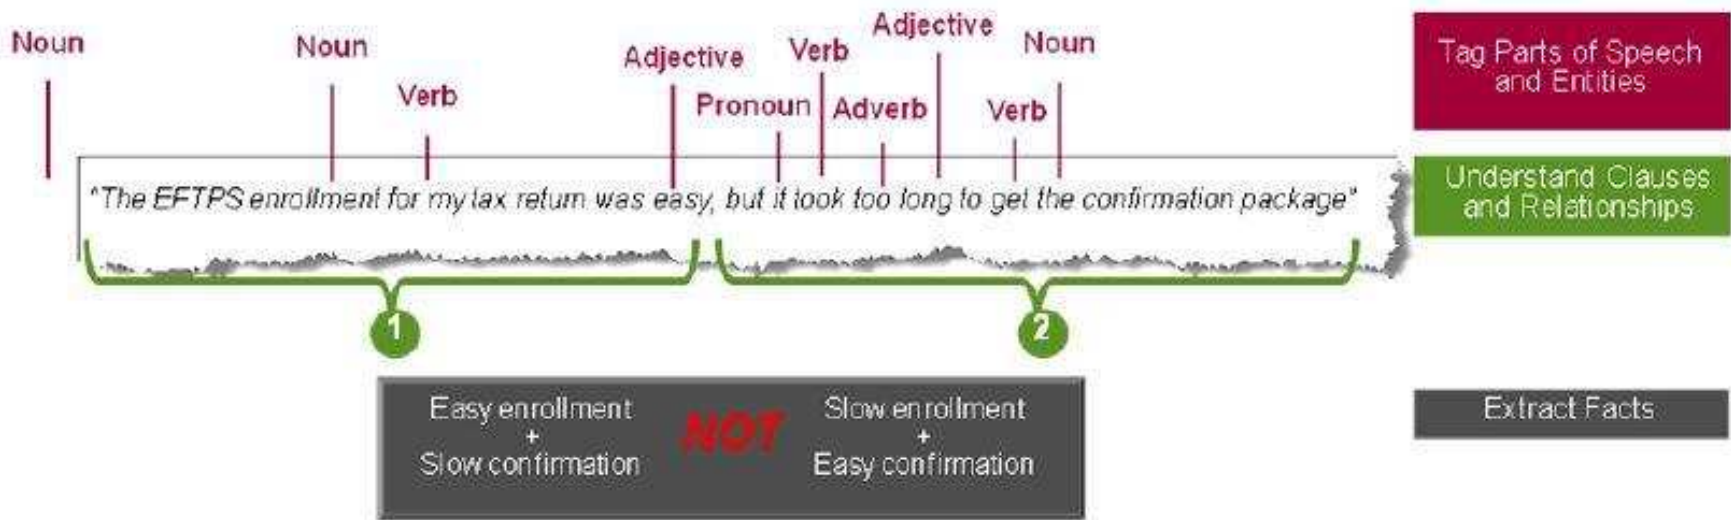 Noun
Noun
Verb
Adjective
Pronoun
Verb
Adverb
Adjective
Verb
Noun
"The EFTPS enrollment for my tax return was easy, but it took too long to get the confirmation package"
1
2
Easy enrollment
+
Slow confirmation
NOT
Slow enrollment
+
Easy confirmation
Tag Parts of Speech
and Entities
Understand Clauses
and Relationships
Extract Facts